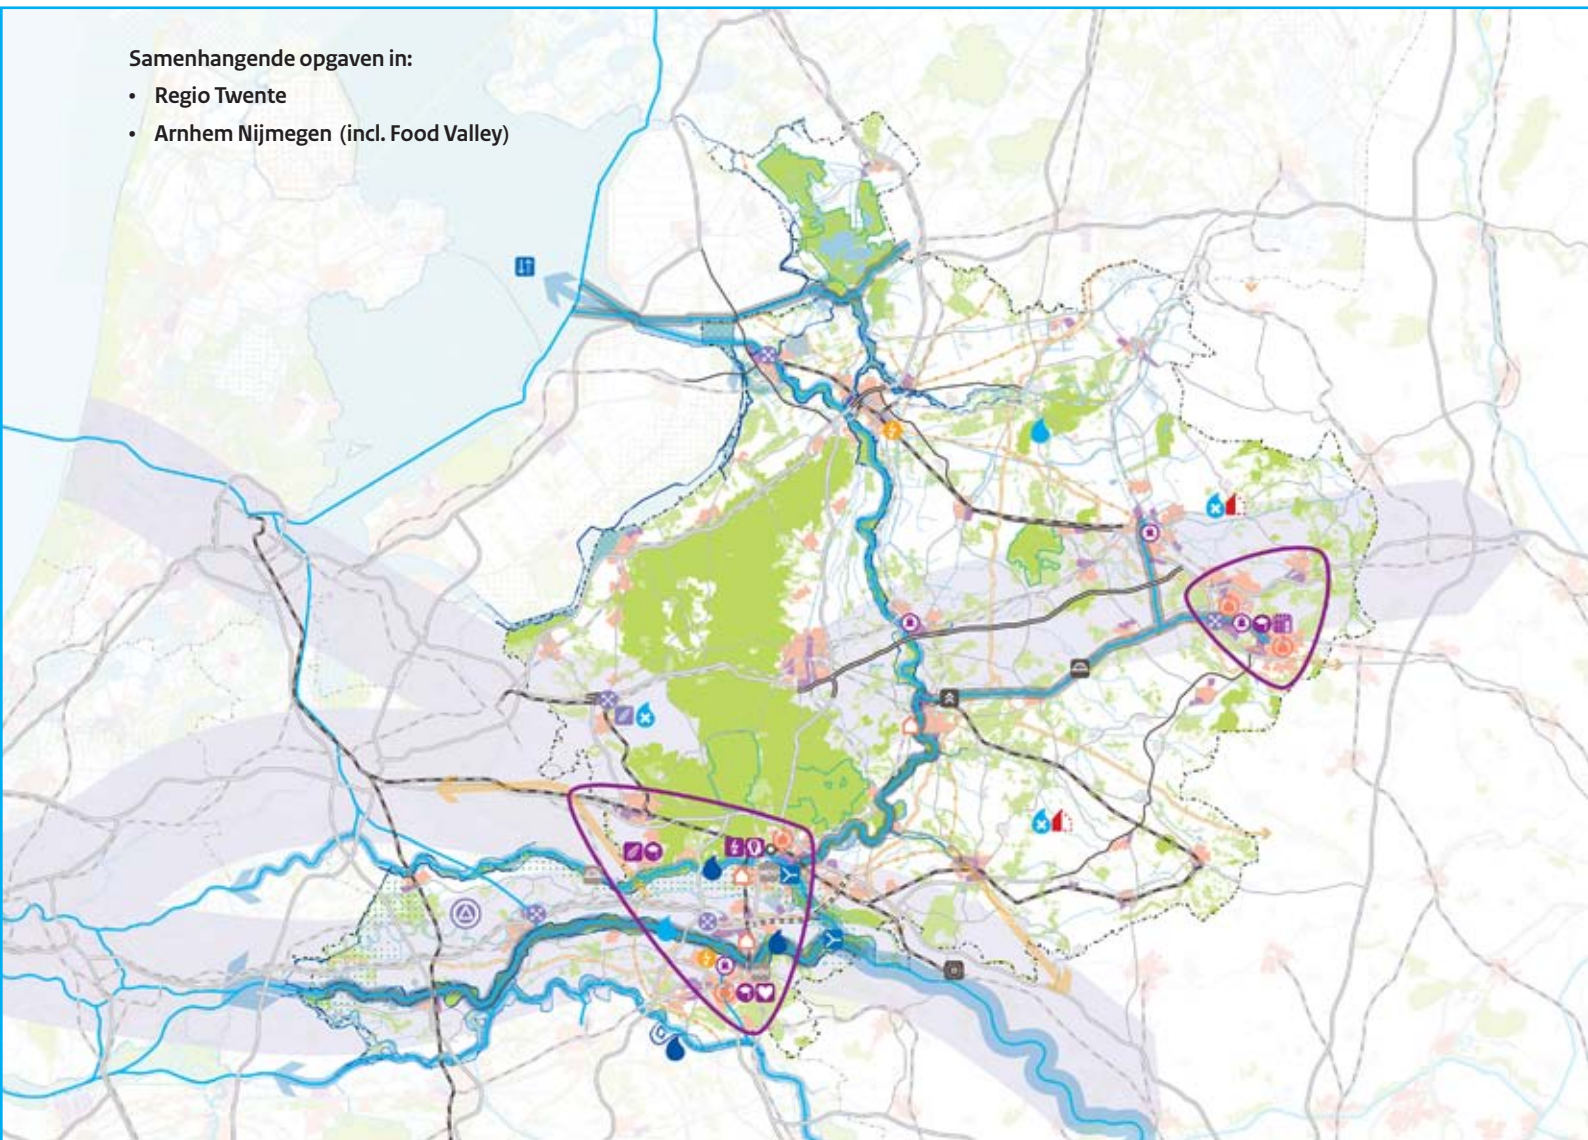 Samenhangende opgaven in:
• Regio Twente
• Arnhem Nijmegen (incl. Food Valley)